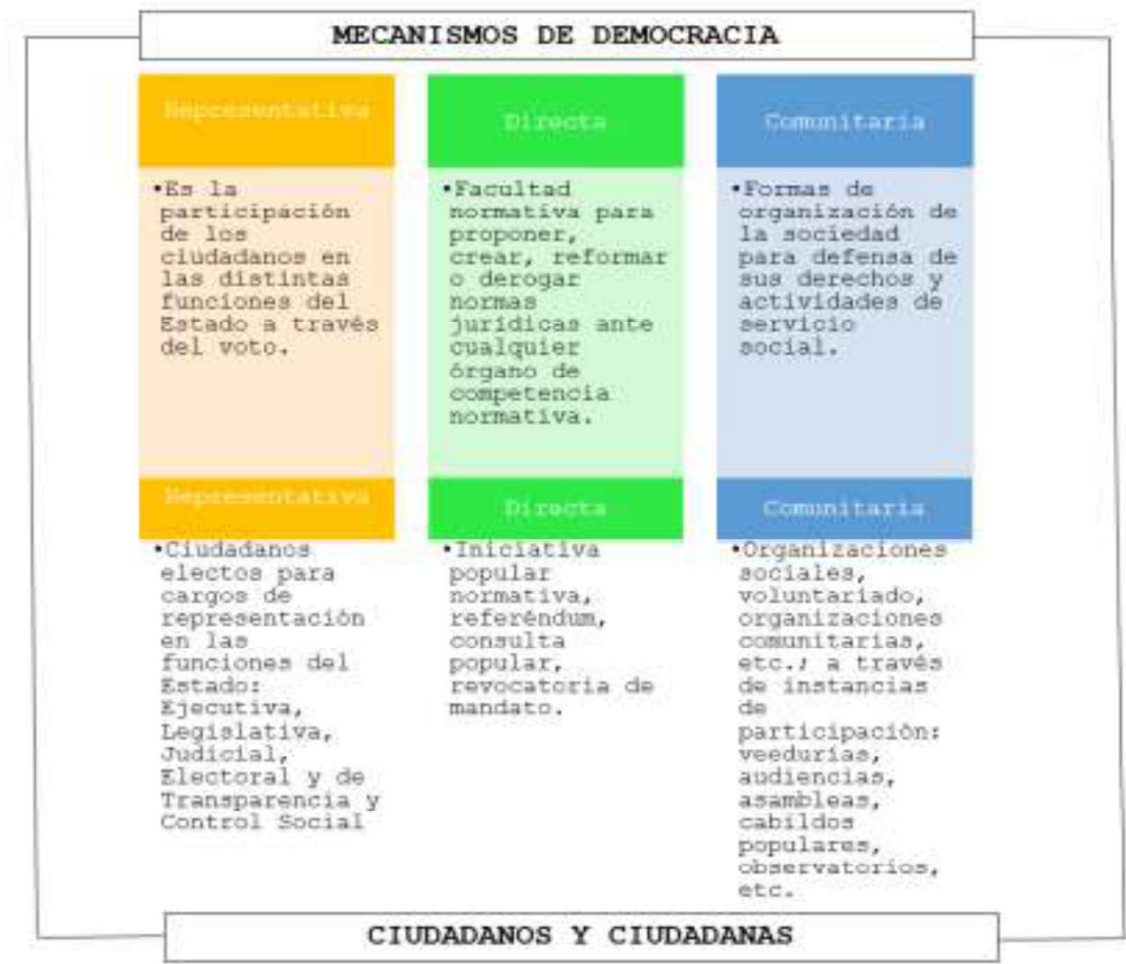 MECANISMOS DE DEMOCRACIA
Representativa
•Es la
participación
de los
ciudadanos en
las distintas
funciones del
Estado a través
del voto.
Directa
•Facultad
normativa para
proponer,
crear, reformar
o derogar
normas
jurídicas ante
cualquier
órgano de
competencia
normativa.
Comunitaria
•Formas de
organización de
la sociedad
para defensa de
sus derechos y
actividades de
servicio
social.
Representativa
•Ciudadanos
electos para
cargos de
representación
en las
funciones del
Estado:
Ejecutiva,
Legislativa,
Judicial,
Electoral y de
Transparencia y
Control Social
Directa
•Iniciativa
popular
normativa,
referéndum,
consulta
popular,
revocatoria de
mandato.
Comunitaria
•Organizaciones
sociales,
voluntariado,
organizaciones
comunitarias,
etc.; a través
de instancias
de
participación:
veedurías,
audiencias,
asambleas,
cabildos
populares,
observatorios,
etc.
CIUDADANOS Y CIUDADANAS